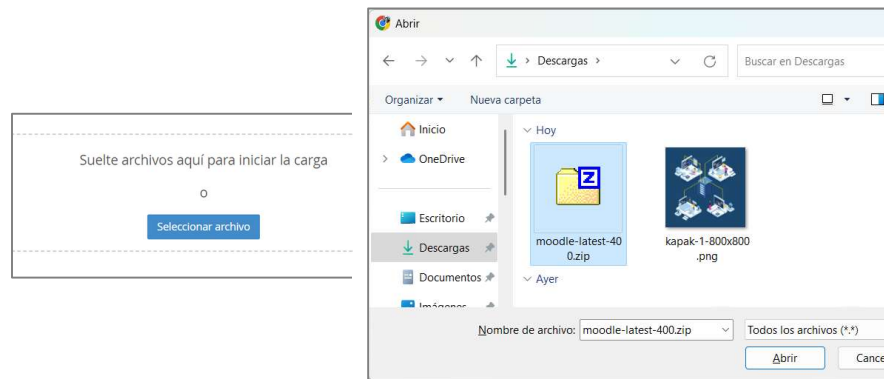 Suelte archivos aquí para iniciar la carga
o
Seleccionar archivo
Abrir
Descargas
Buscar en Descargas
Organizar
Nueva carpeta
Inicio
OneDrive
Escritorio
Descargas
Documentos
Imágenes
Hoy
moodle-latest-40
0.zip
kapak-1-800x800
.png
Ayer
Nombre de archivo: moodle-latest-400.zip
Todos los archivos (*.*)
Abrir
Cance